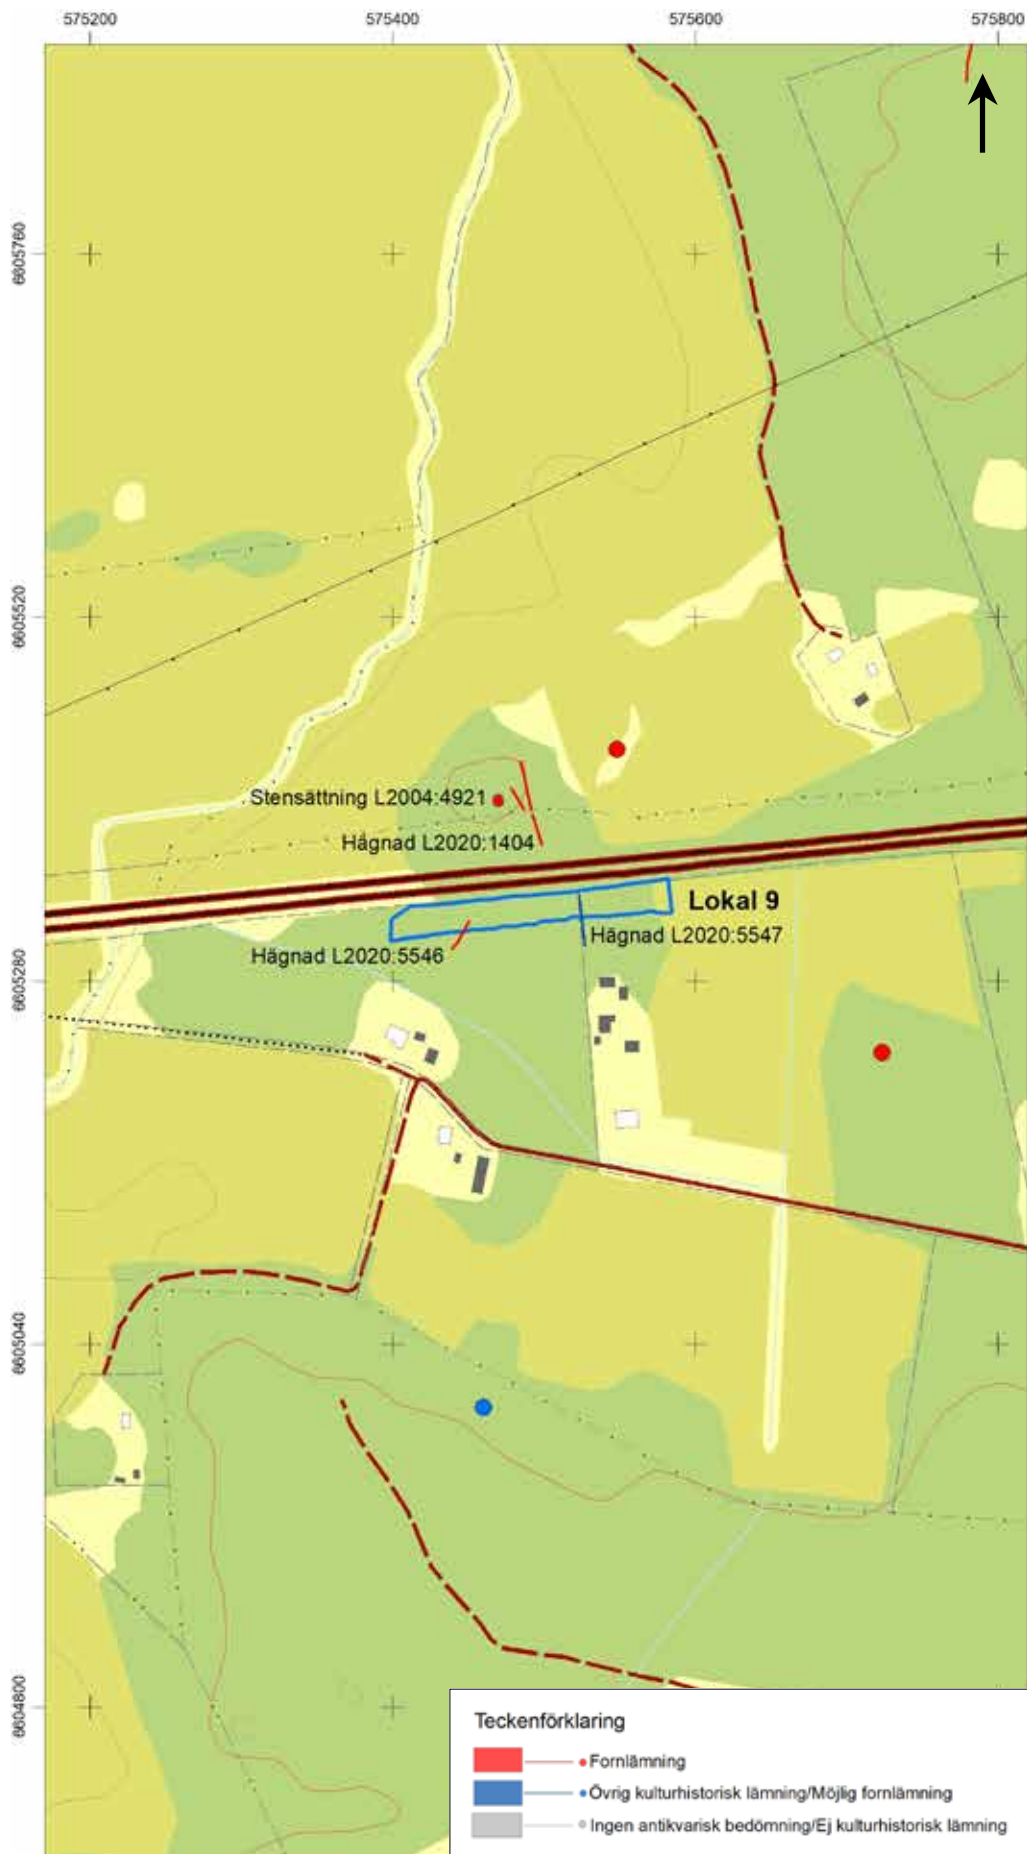 575200 575400 575600 575800
6605760
6605520
Stensättning L2004:4921
Hägnad L2020:1404
Lokal 9
Hägnad L2020:5547
Hägnad L2020:5546
6605280
6605040
6604800
Teckenförklaring
Fornlämning
Övrig kulturhistorisk lämning/Möjlig fornlämning
Ingen antikvarisk bedömning/Ej kulturhistorisk lämning